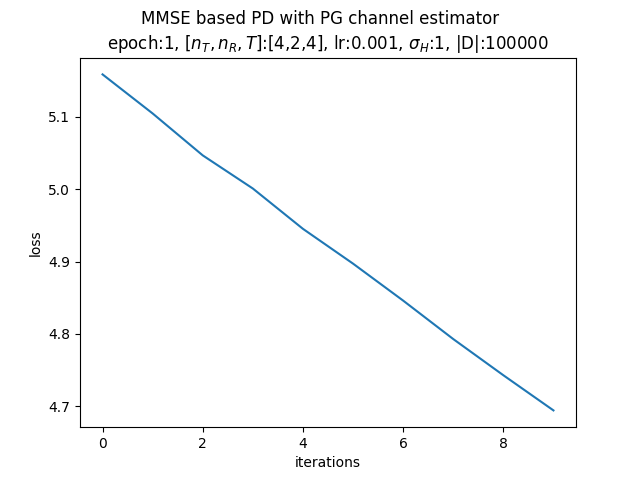 MMSE based PD with PG channel estimator
epoch:1, [n_T, n_R, T]:[4,2,4], lr:0.001, σ_H:1, |D|:100000
5.1
5.0
4.9
4.8
4.7
loss
0 2 4 6 8
iterations